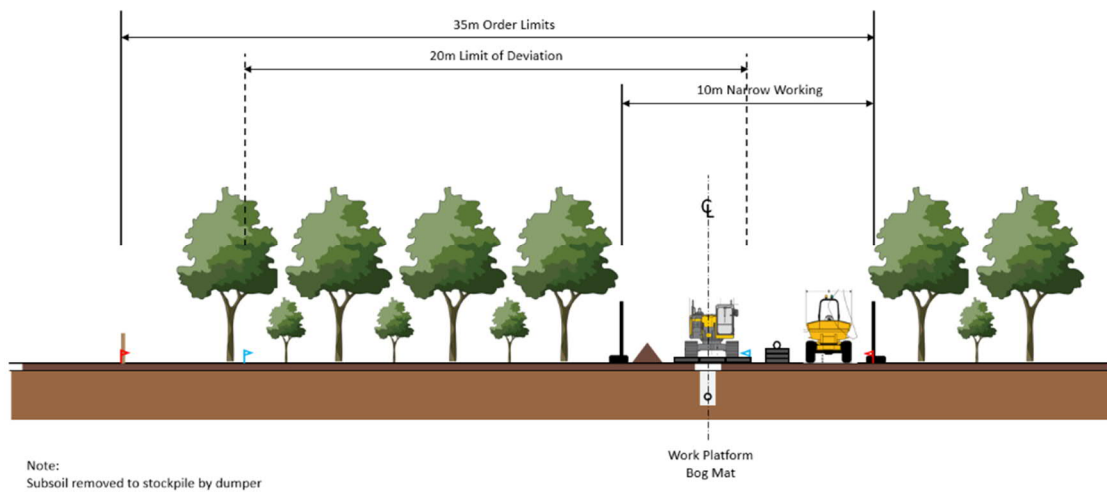 35m Order Limits
20m Limit of Deviation
10m Narrow Working
CL
Work Platform
Bog Mat
Note:
Subsoil removed to stockpile by dumper